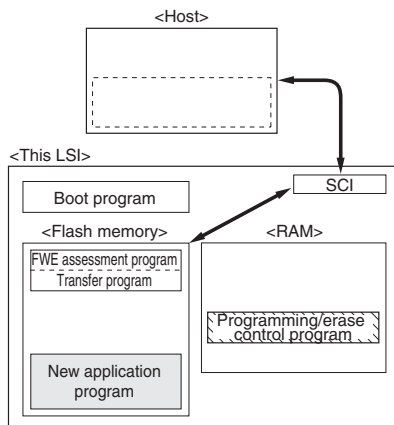 <Host>
<This LSI>
SCI
Boot program
<Flash memory>
<RAM>
FWE assessment program
Transfer program
Programming/erase
control program
New application
program